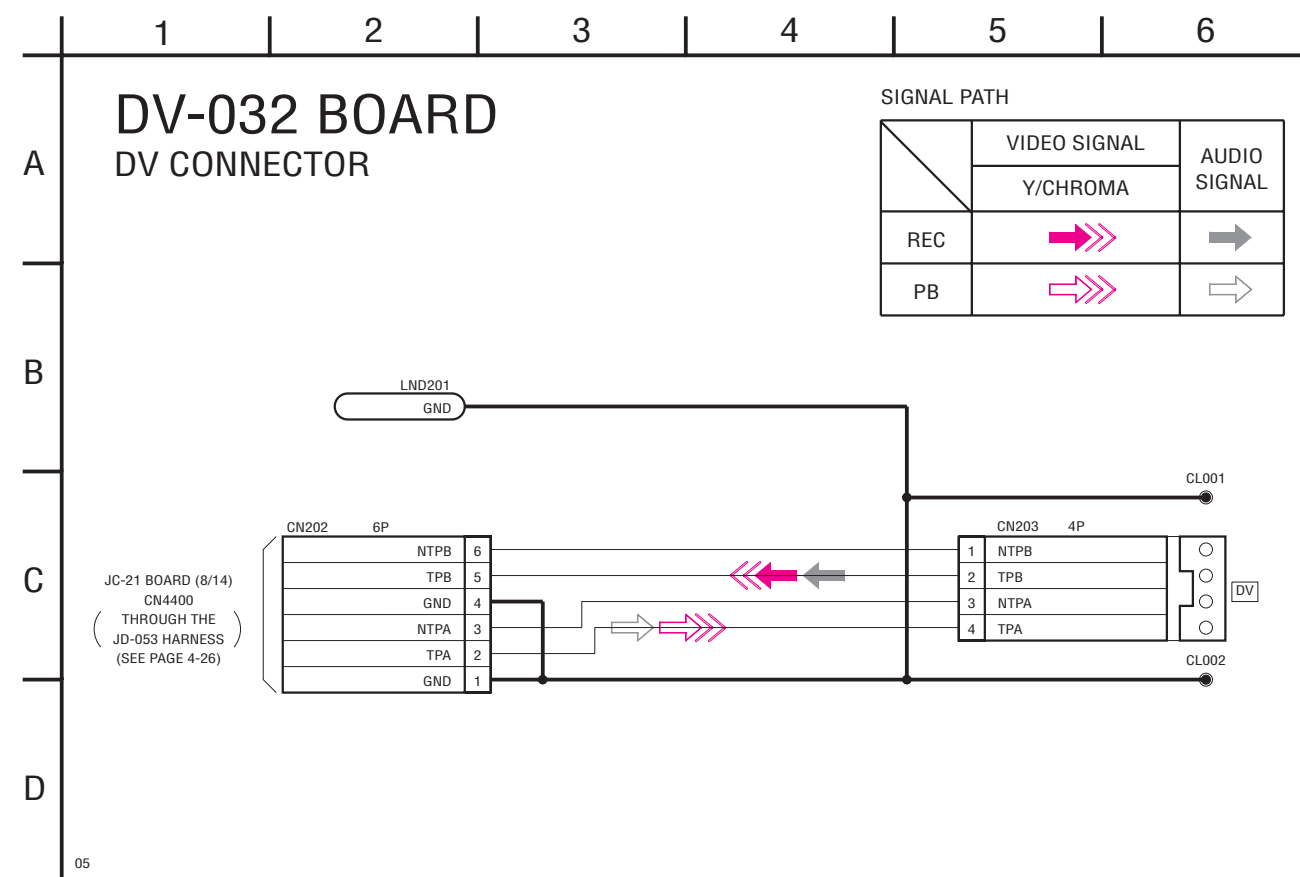 1 2 3 4 5 6
DV-032 BOARD
DV CONNECTOR
SIGNAL PATH
VIDEO SIGNAL
AUDIO
SIGNAL
Y/CHROMA
REC
PB
A
B
C
D
LND201
GND
CL001
CN202 6P
NTPB 6
TPB 5
GND 4
NTPA 3
TPA 2
GND 1
JC-21 BOARD (8/14)
CN4400
THROUGH THE
JD-053 HARNESS
(SEE PAGE 4-26)
CN203 4P
1 NTPB
2 TPB
3 NTPA
4 TPA
DV
CL002
05